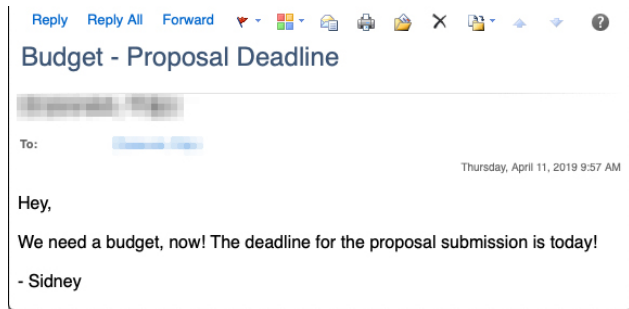 Reply Reply All Forward
Budget - Proposal Deadline
To:
Thursday, April 11, 2019 9:57 AM
Hey,
We need a budget, now! The deadline for the proposal submission is today!
- Sidney